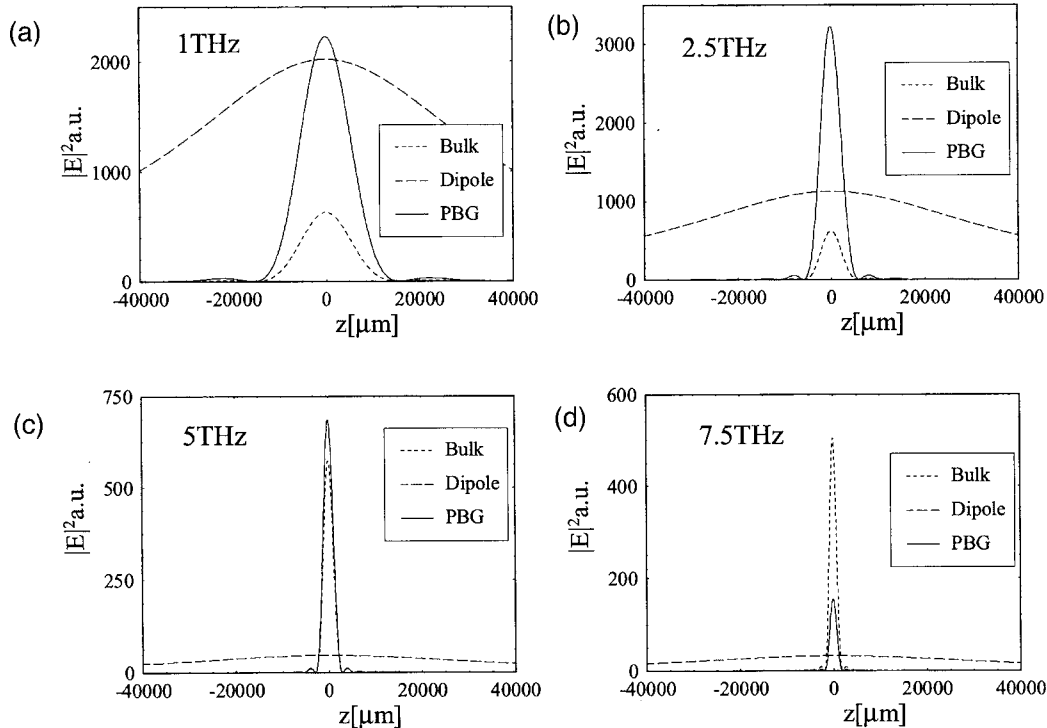 (a)
1THz
|E|²a.u.
2000
1000
0
Bulk
Dipole
PBG
-40000 -20000 0 20000 40000
z[μm]
(b)
2.5THz
|E|²a.u.
3000
2000
1000
0
Bulk
Dipole
PBG
-40000 -20000 0 20000 40000
z[μm]
(c)
5THz
|E|²a.u.
750
500
250
0
Bulk
Dipole
PBG
-40000 -20000 0 20000 40000
z[μm]
(d)
7.5THz
|E|²a.u.
600
400
200
0
Bulk
Dipole
PBG
-40000 -20000 0 20000 40000
z[μm]